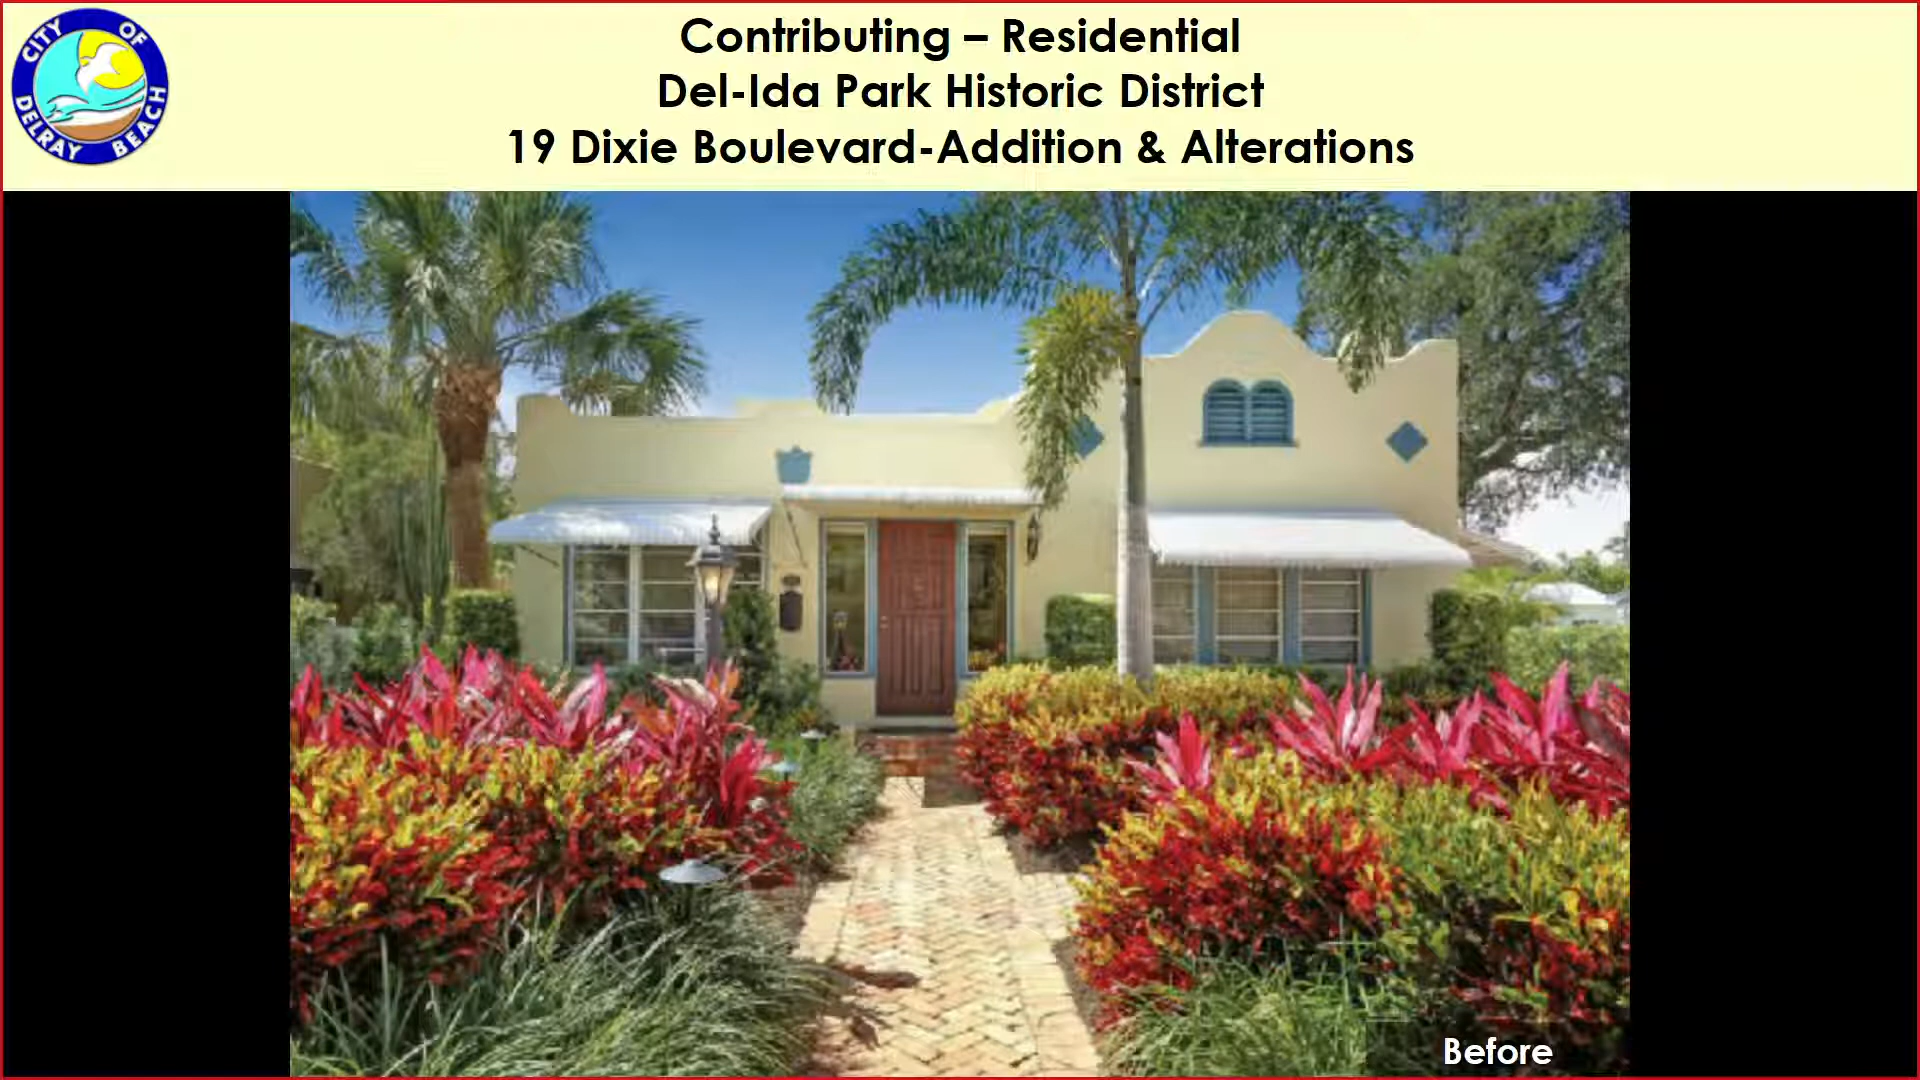 CITY OF
DELRAY BEACH
Contributing – Residential
Del-Ida Park Historic District
19 Dixie Boulevard-Addition & Alterations
Before